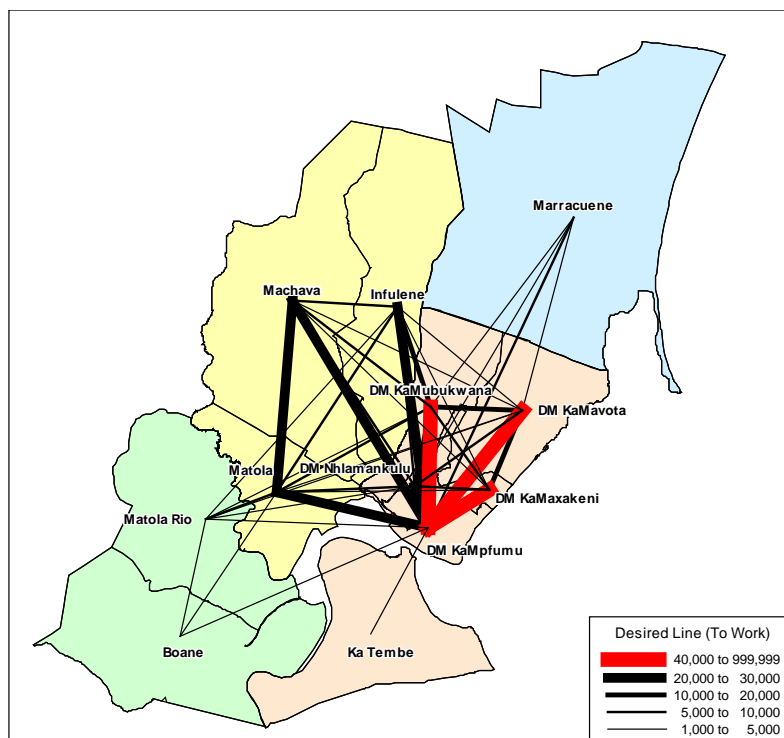 Marracuene
Machava
Infulene
DM KaMubukwana
DM KaMavota
Matola
DM Nhlamankulu
DM KaMaxakeni
Matola Rio
DM KaMpfumu
Boane
Ka Tembe
Desired Line (To Work)
40,000 to 999,999
20,000 to 30,000
10,000 to 20,000
5,000 to 10,000
1,000 to 5,000